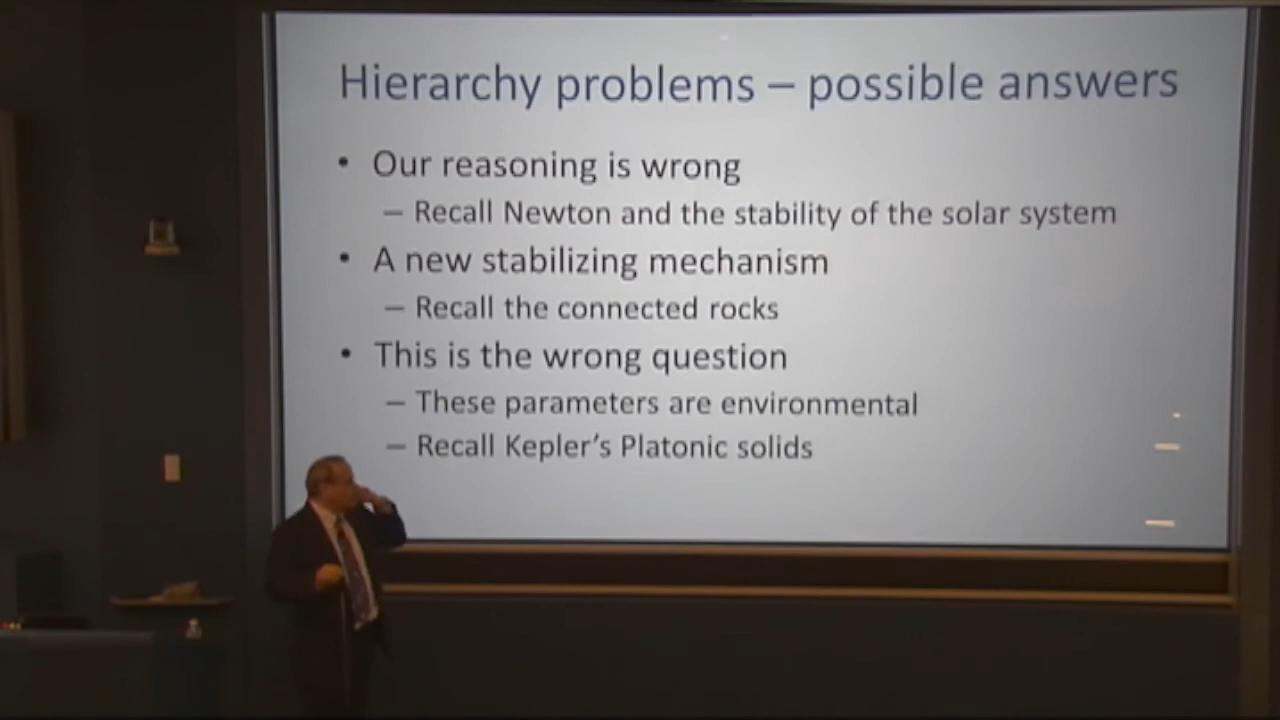 Hierarchy problems – possible answers
• Our reasoning is wrong
– Recall Newton and the stability of the solar system
• A new stabilizing mechanism
– Recall the connected rocks
• This is the wrong question
– These parameters are environmental
– Recall Kepler’s Platonic solids